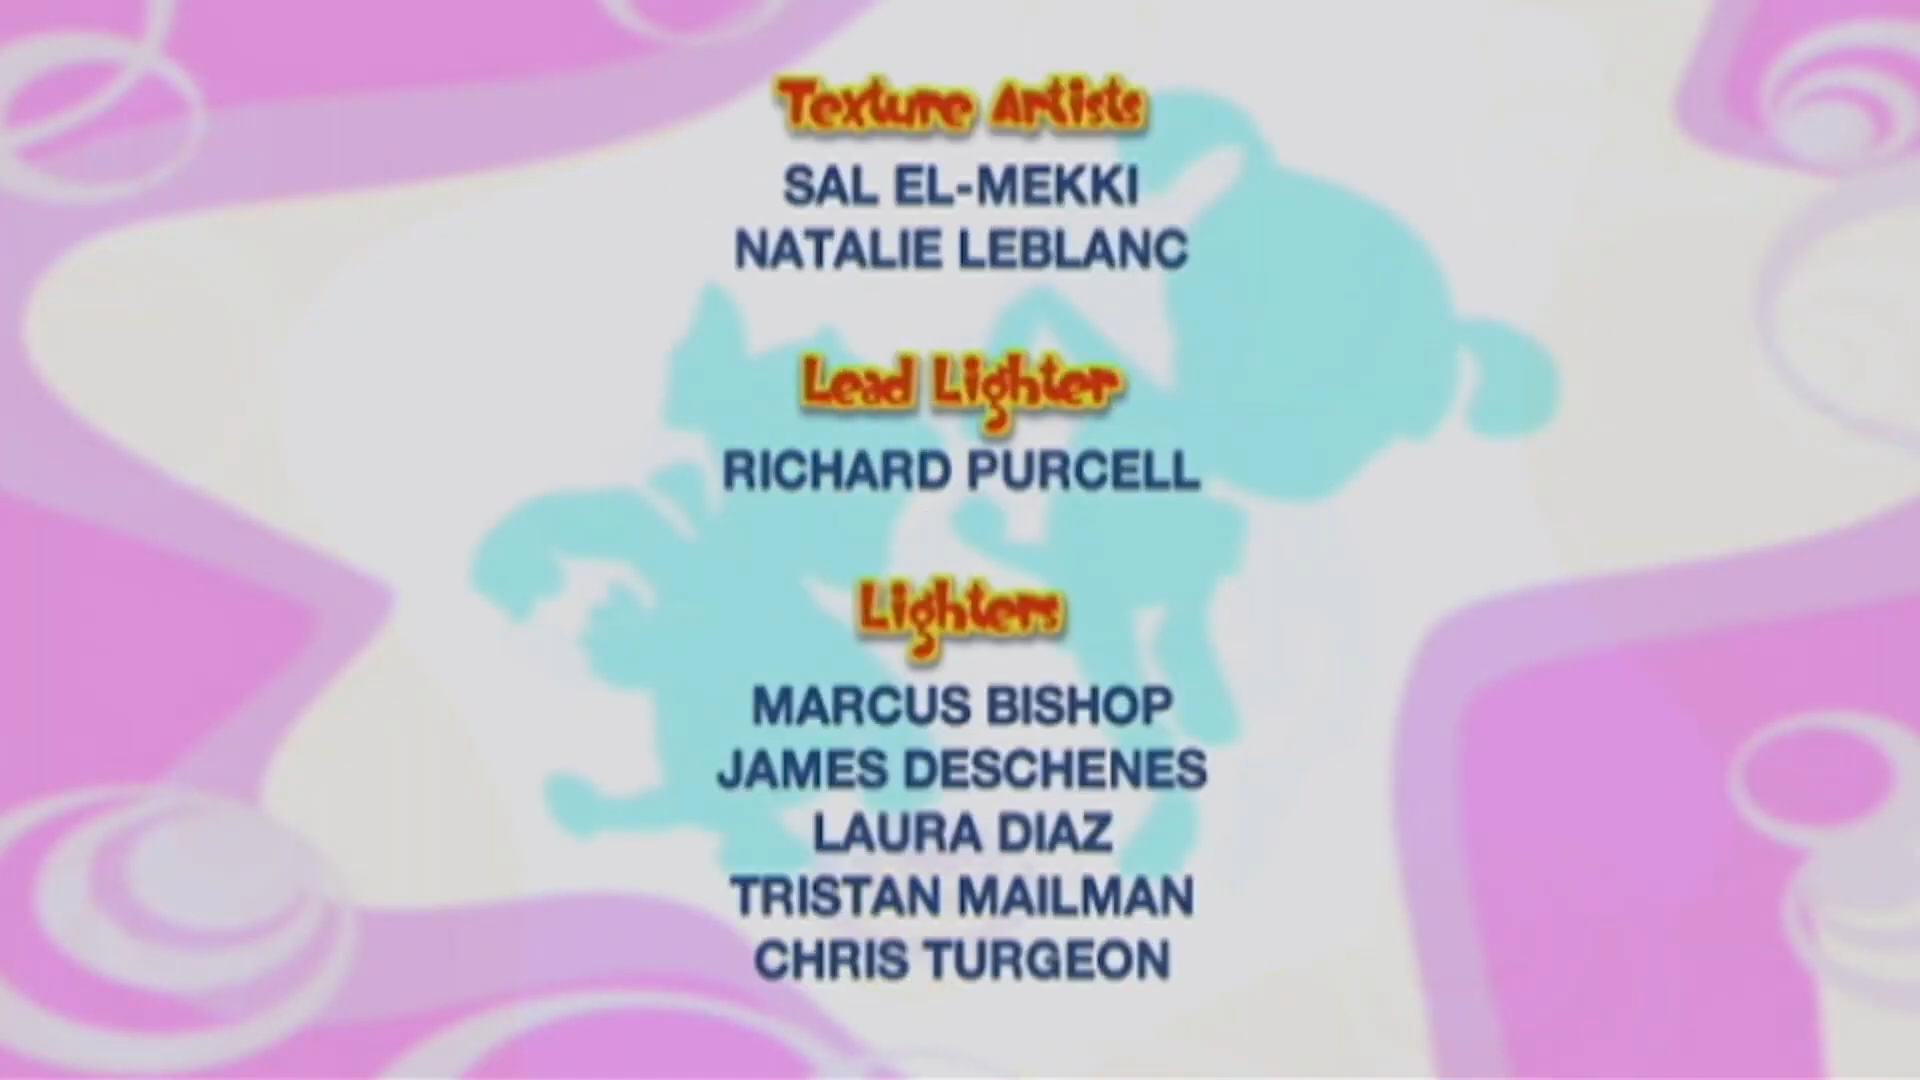 Texture Artists
SAL EL-MEKKI
NATALIE LEBLANC
Lead Lighter
RICHARD PURCELL
Lighters
MARCUS BISHOP
JAMES DESCHENES
LAURA DIAZ
TRISTAN MAILMAN
CHRIS TURGEON